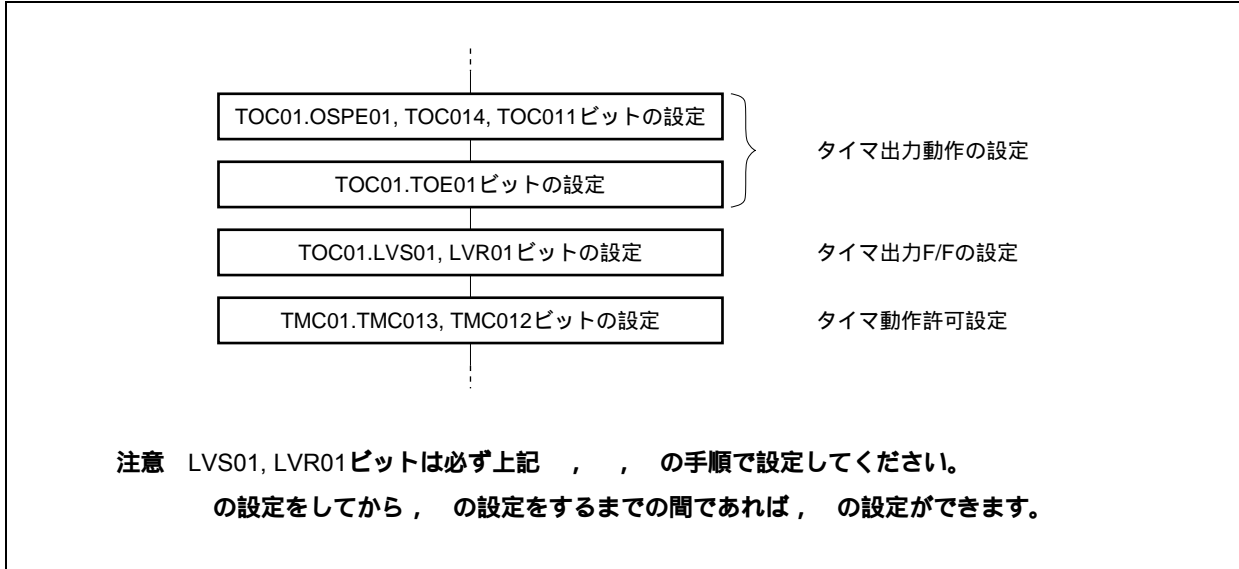 TOC01.OSPE01, TOC014, TOC011ビットの設定
タイマ出力動作の設定
TOC01.TOE01ビットの設定
TOC01.LVS01, LVR01ビットの設定
タイマ出力F/Fの設定
TMC01.TMC013, TMC012ビットの設定
タイマ動作許可設定
注意 LVS01, LVR01ビットは必ず上記 , , の手順で設定してください。
の設定をしてから, の設定をするまでの間であれば, の設定ができます。